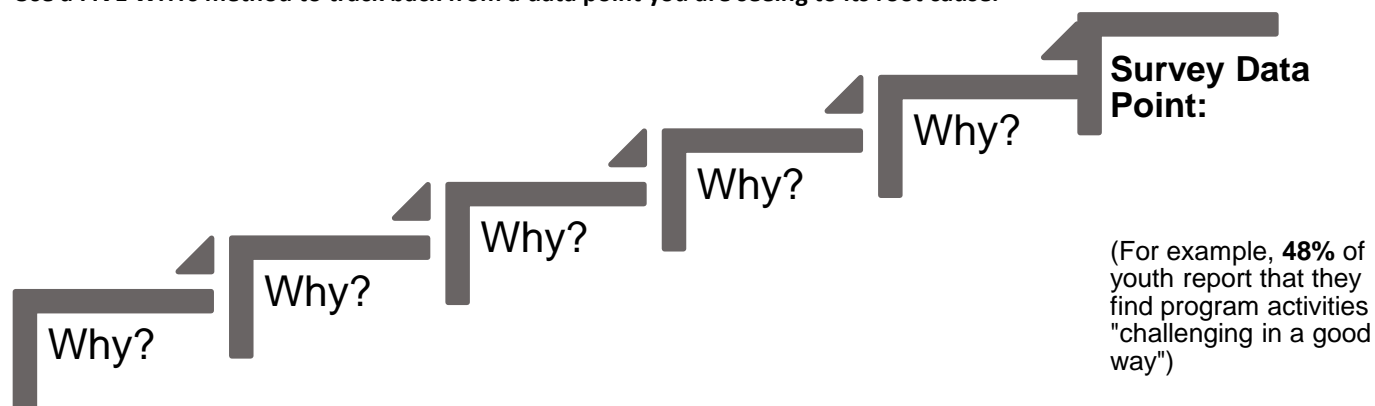 Survey Data
Point:
Why?
Why?
Why?
Why?
Why?
(For example, 48% of
youth report that they
find program activities
"challenging in a good
way")